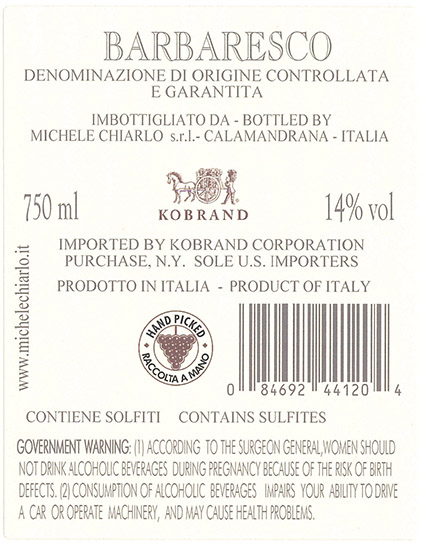 BARBARESCO
DENOMINAZIONE DI ORIGINE CONTROLLATA
E GARANTITA
IMBOTTIGLIATO DA - BOTTLED BY
MICHELE CHIARLO s.r.l.- CALAMANDRANA - ITALIA
KOBRAND
750 ml
14% vol
IMPORTED BY KOBRAND CORPORATION
PURCHASE, N.Y. SOLE U.S. IMPORTERS
PRODOTTO IN ITALIA - PRODUCT OF ITALY
www.michelechiarlo.it
HAND PICKED
RACCOLTA A MANO
0 84692 44120 4
CONTIENE SOLFITI CONTAINS SULFITES
GOVERNMENT WARNING: (1) ACCORDING TO THE SURGEON GENERAL,WOMEN SHOULD
NOT DRINK ALCOHOLIC BEVERAGES DURING PREGNANCY BECAUSE OF THE RISK OF BIRTH
DEFECTS. (2) CONSUMPTION OF ALCOHOLIC BEVERAGES IMPAIRS YOUR ABILITY TO DRIVE
A CAR OR OPERATE MACHINERY, AND MAY CAUSE HEALTH PROBLEMS.